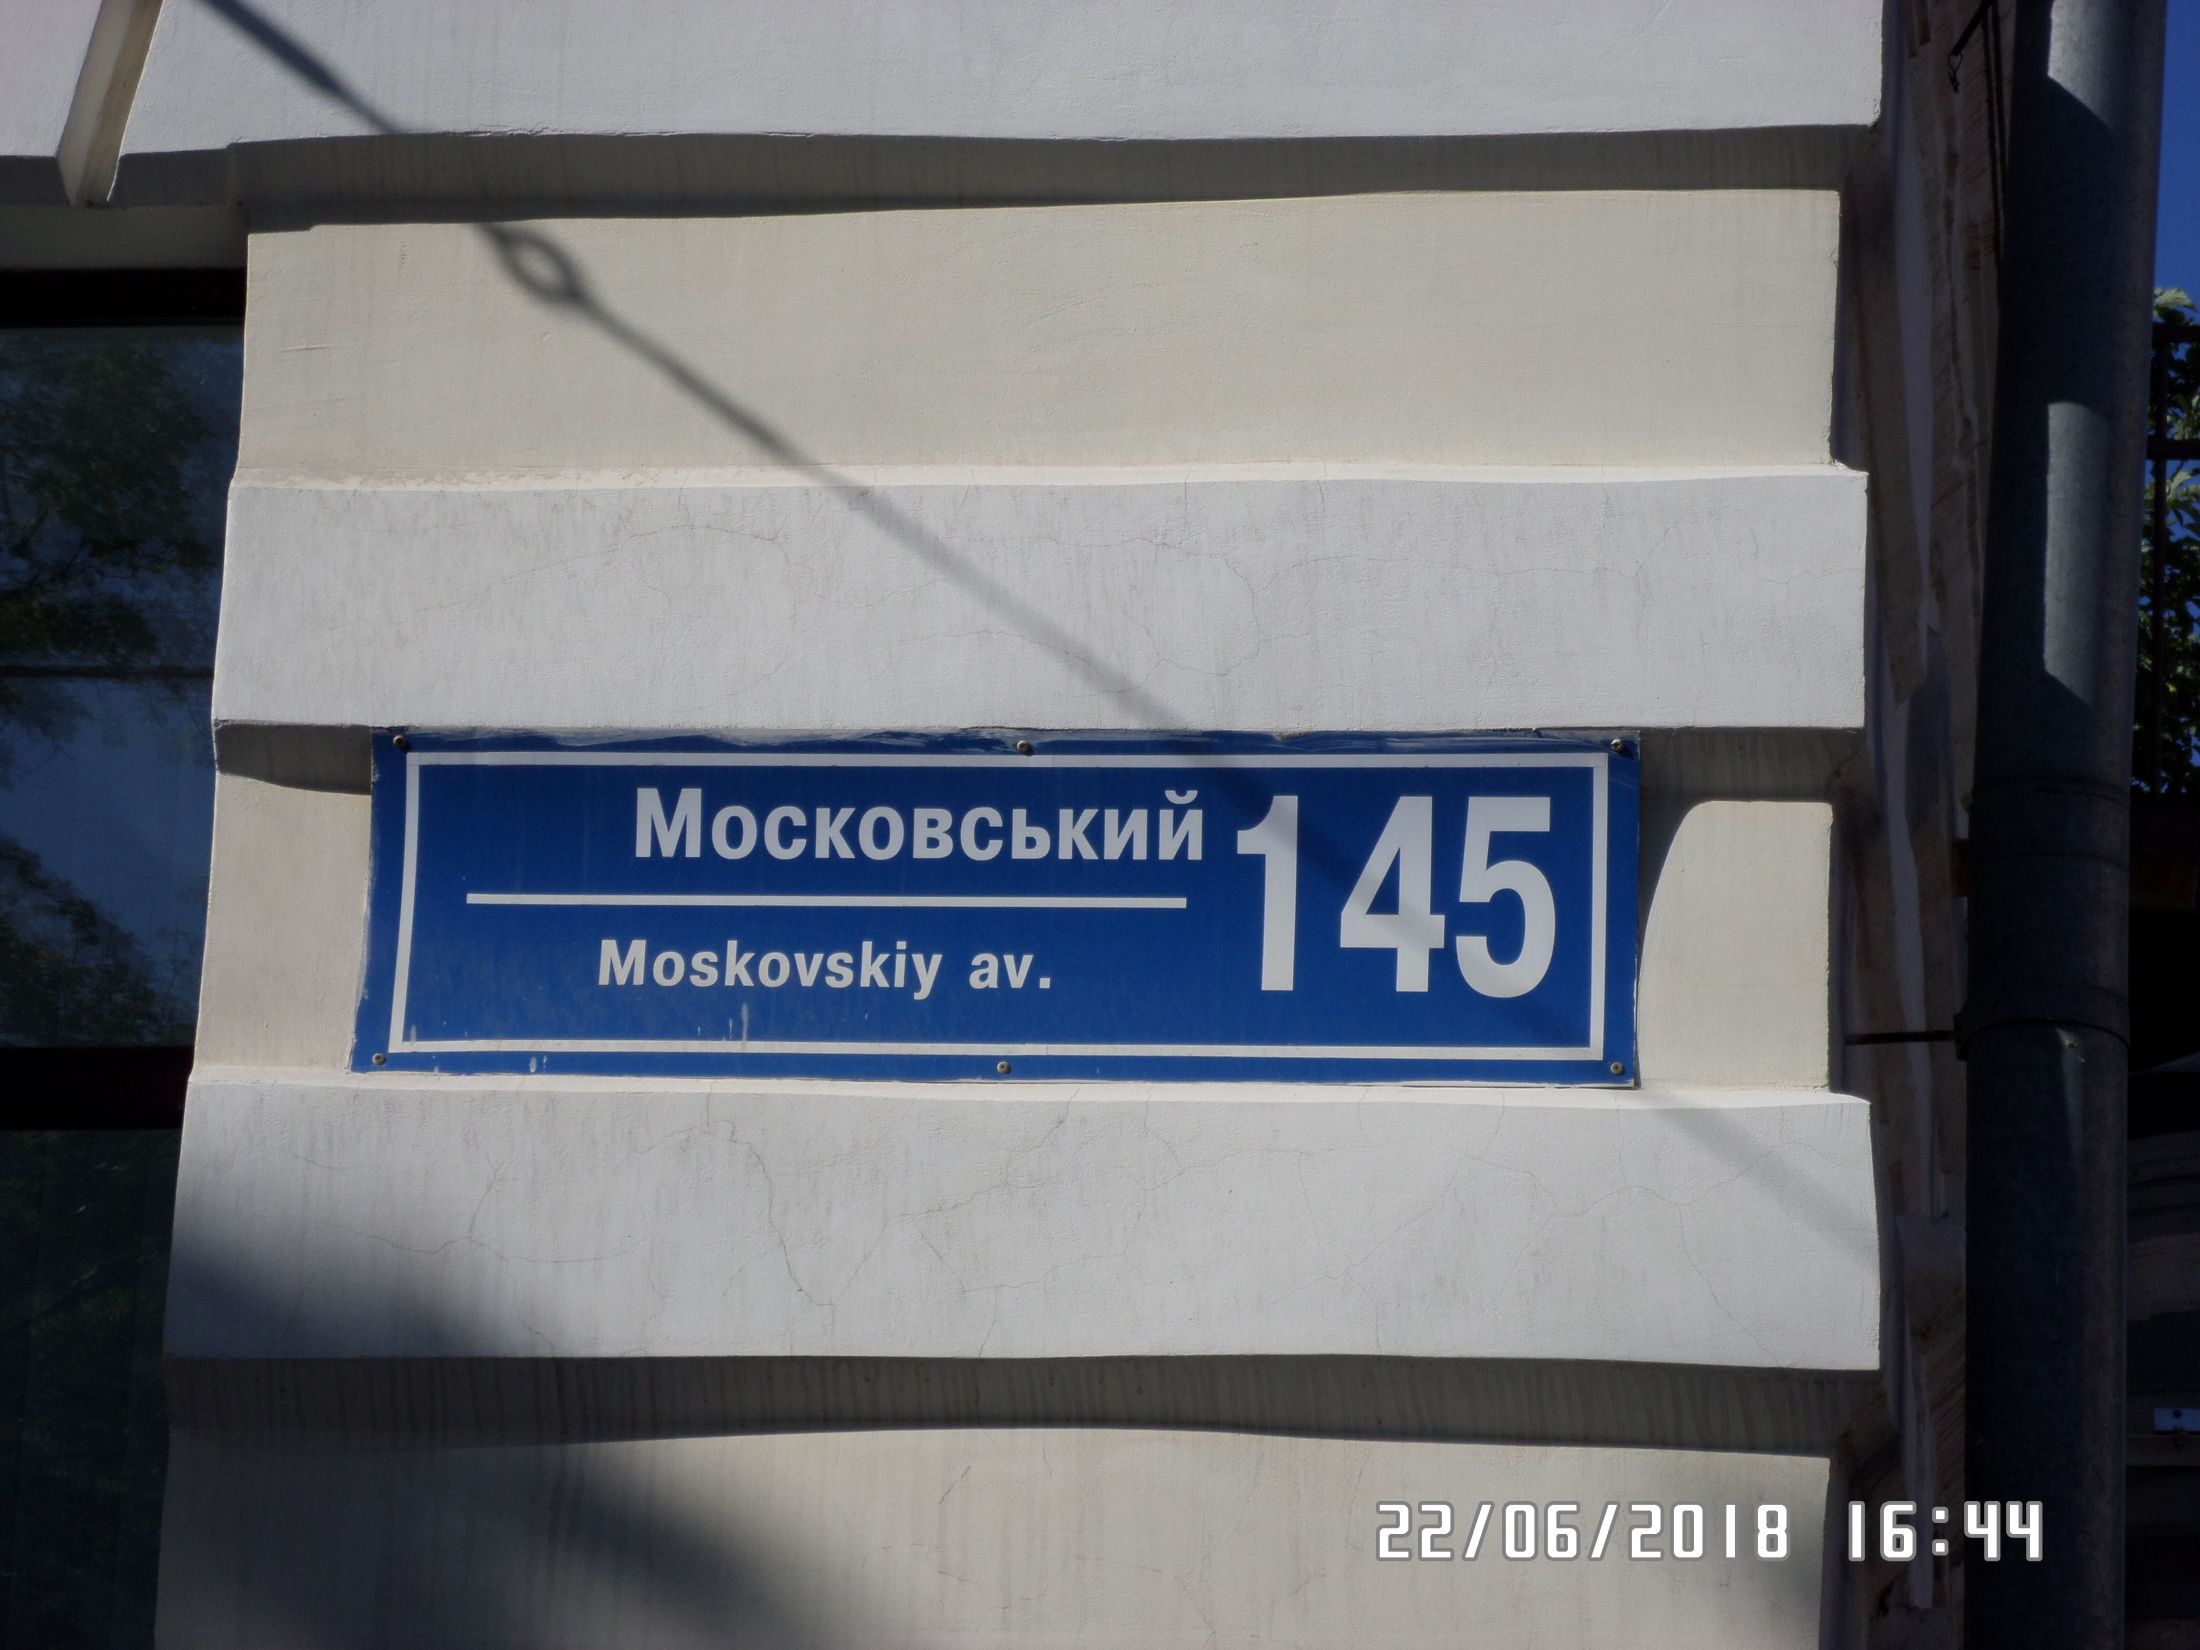 Московський 145
Moskovskiy av.
22/06/2018 16:44